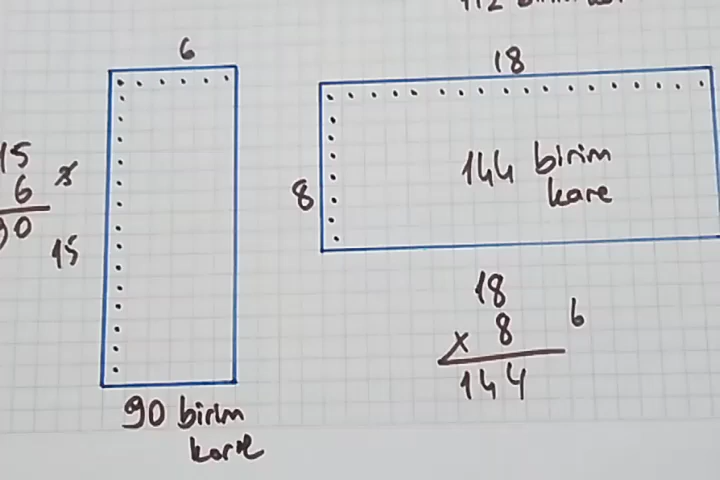 6
15
6 x
90
15
90 birim
kare
18
8
144 birim
kare
18
x 8 6
144